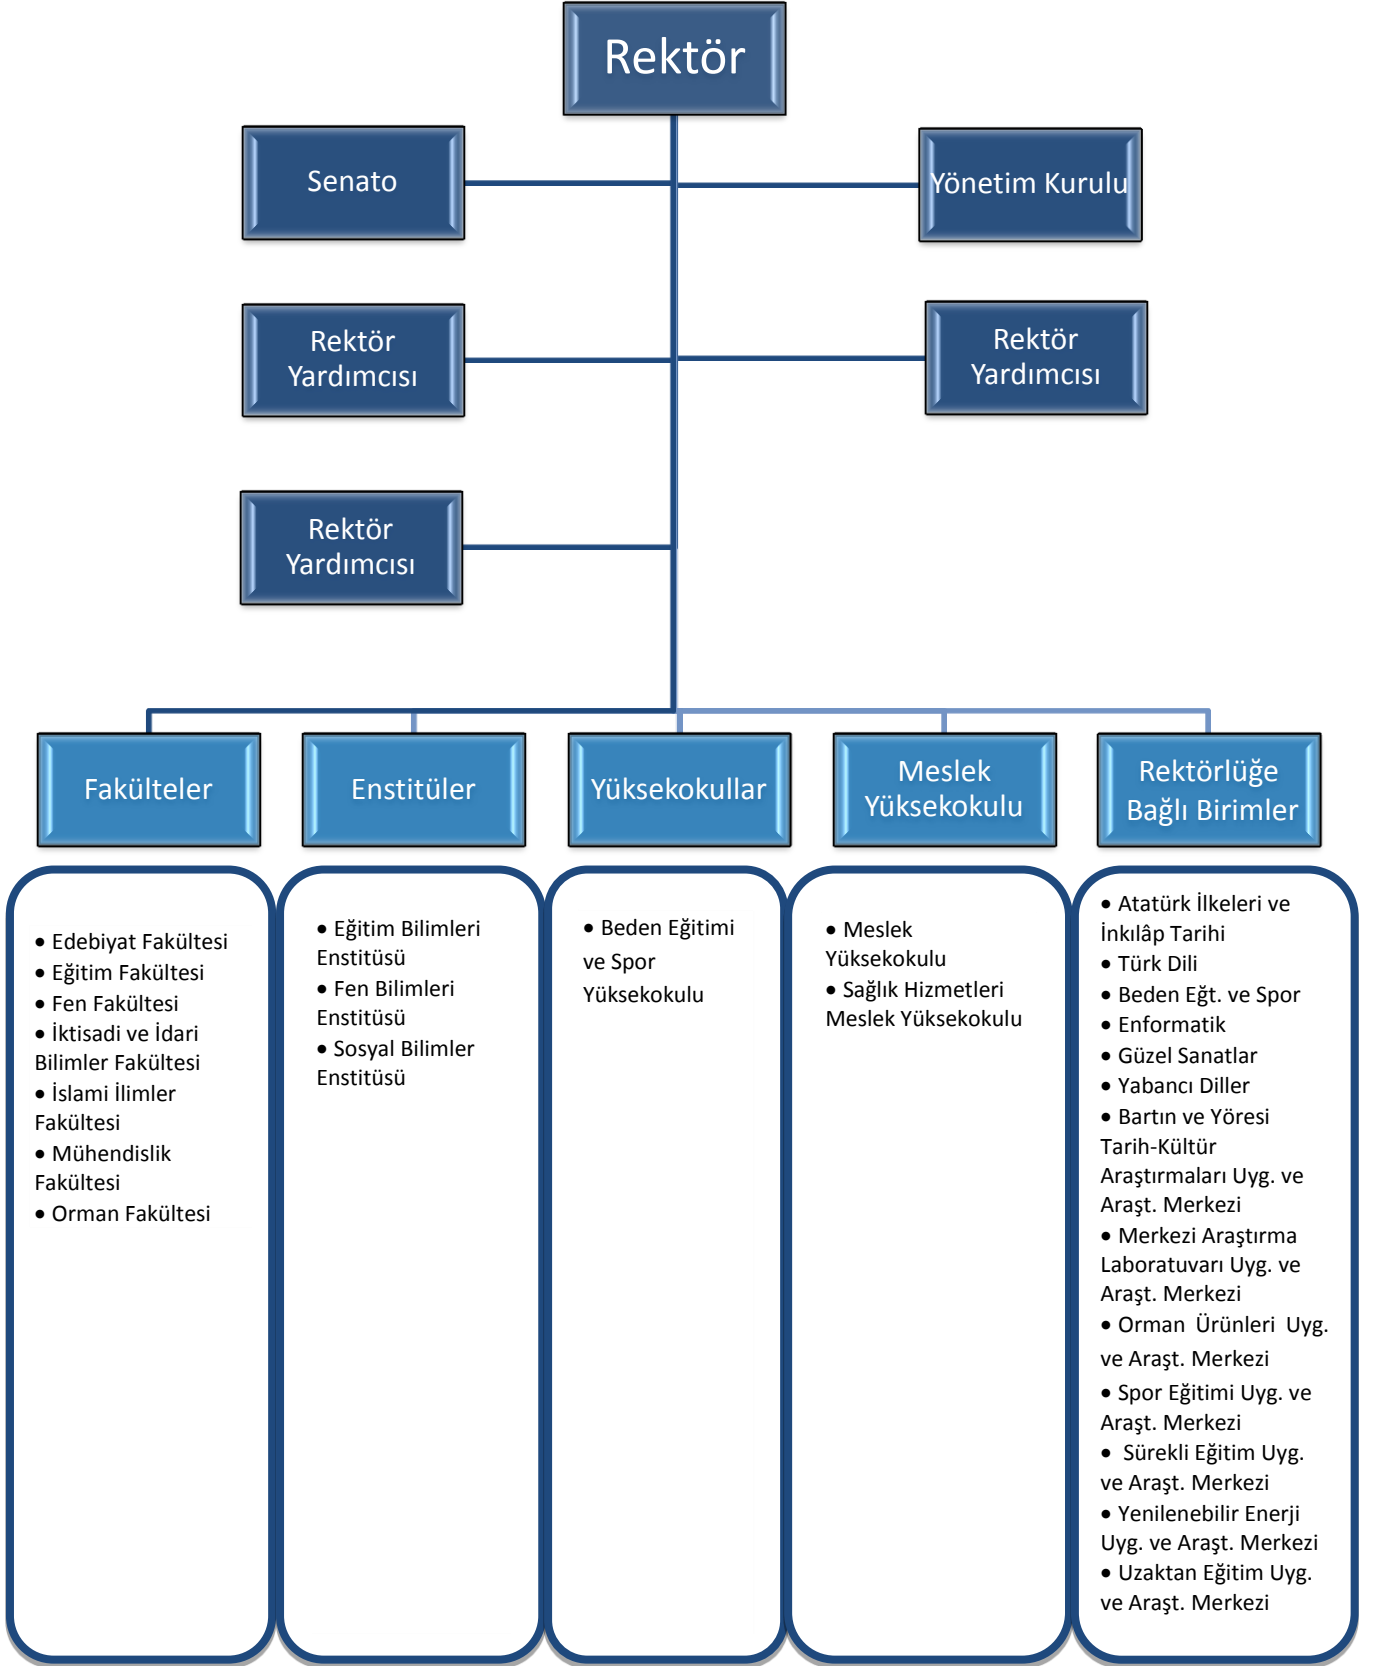 Rektör
Senato
Yönetim Kurulu
Rektör
Yardımcısı
Rektör
Yardımcısı
Rektör
Yardımcısı
Fakülteler
Enstitüler
Yüksekokullar
Meslek
Yüksekokulu
Rektörlüğe
Bağlı Birimler
• Edebiyat Fakültesi
• Eğitim Fakültesi
• Fen Fakültesi
• İktisadi ve İdari
Bilimler Fakültesi
• İslami İlimler
Fakültesi
• Mühendislik
Fakültesi
• Orman Fakültesi
• Eğitim Bilimleri
Enstitüsü
• Fen Bilimleri
Enstitüsü
• Sosyal Bilimler
Enstitüsü
• Beden Eğitimi
ve Spor
Yüksekokulu
• Meslek
Yüksekokulu
• Sağlık Hizmetleri
Meslek Yüksekokulu
• Atatürk İlkeleri ve
İnkılâp Tarihi
• Türk Dili
• Beden Eğt. ve Spor
• Enformatik
• Güzel Sanatlar
• Yabancı Diller
• Bartın ve Yöresi
Tarih-Kültür
Araştırmaları Uyg. ve
Araşt. Merkezi
• Merkezi Araştırma
Laboratuvarı Uyg. ve
Araşt. Merkezi
• Orman Ürünleri Uyg.
ve Araşt. Merkezi
• Spor Eğitimi Uyg. ve
Araşt. Merkezi
• Sürekli Eğitim Uyg.
ve Araşt. Merkezi
• Yenilenebilir Enerji
Uyg. ve Araşt. Merkezi
• Uzaktan Eğitim Uyg.
ve Araşt. Merkezi